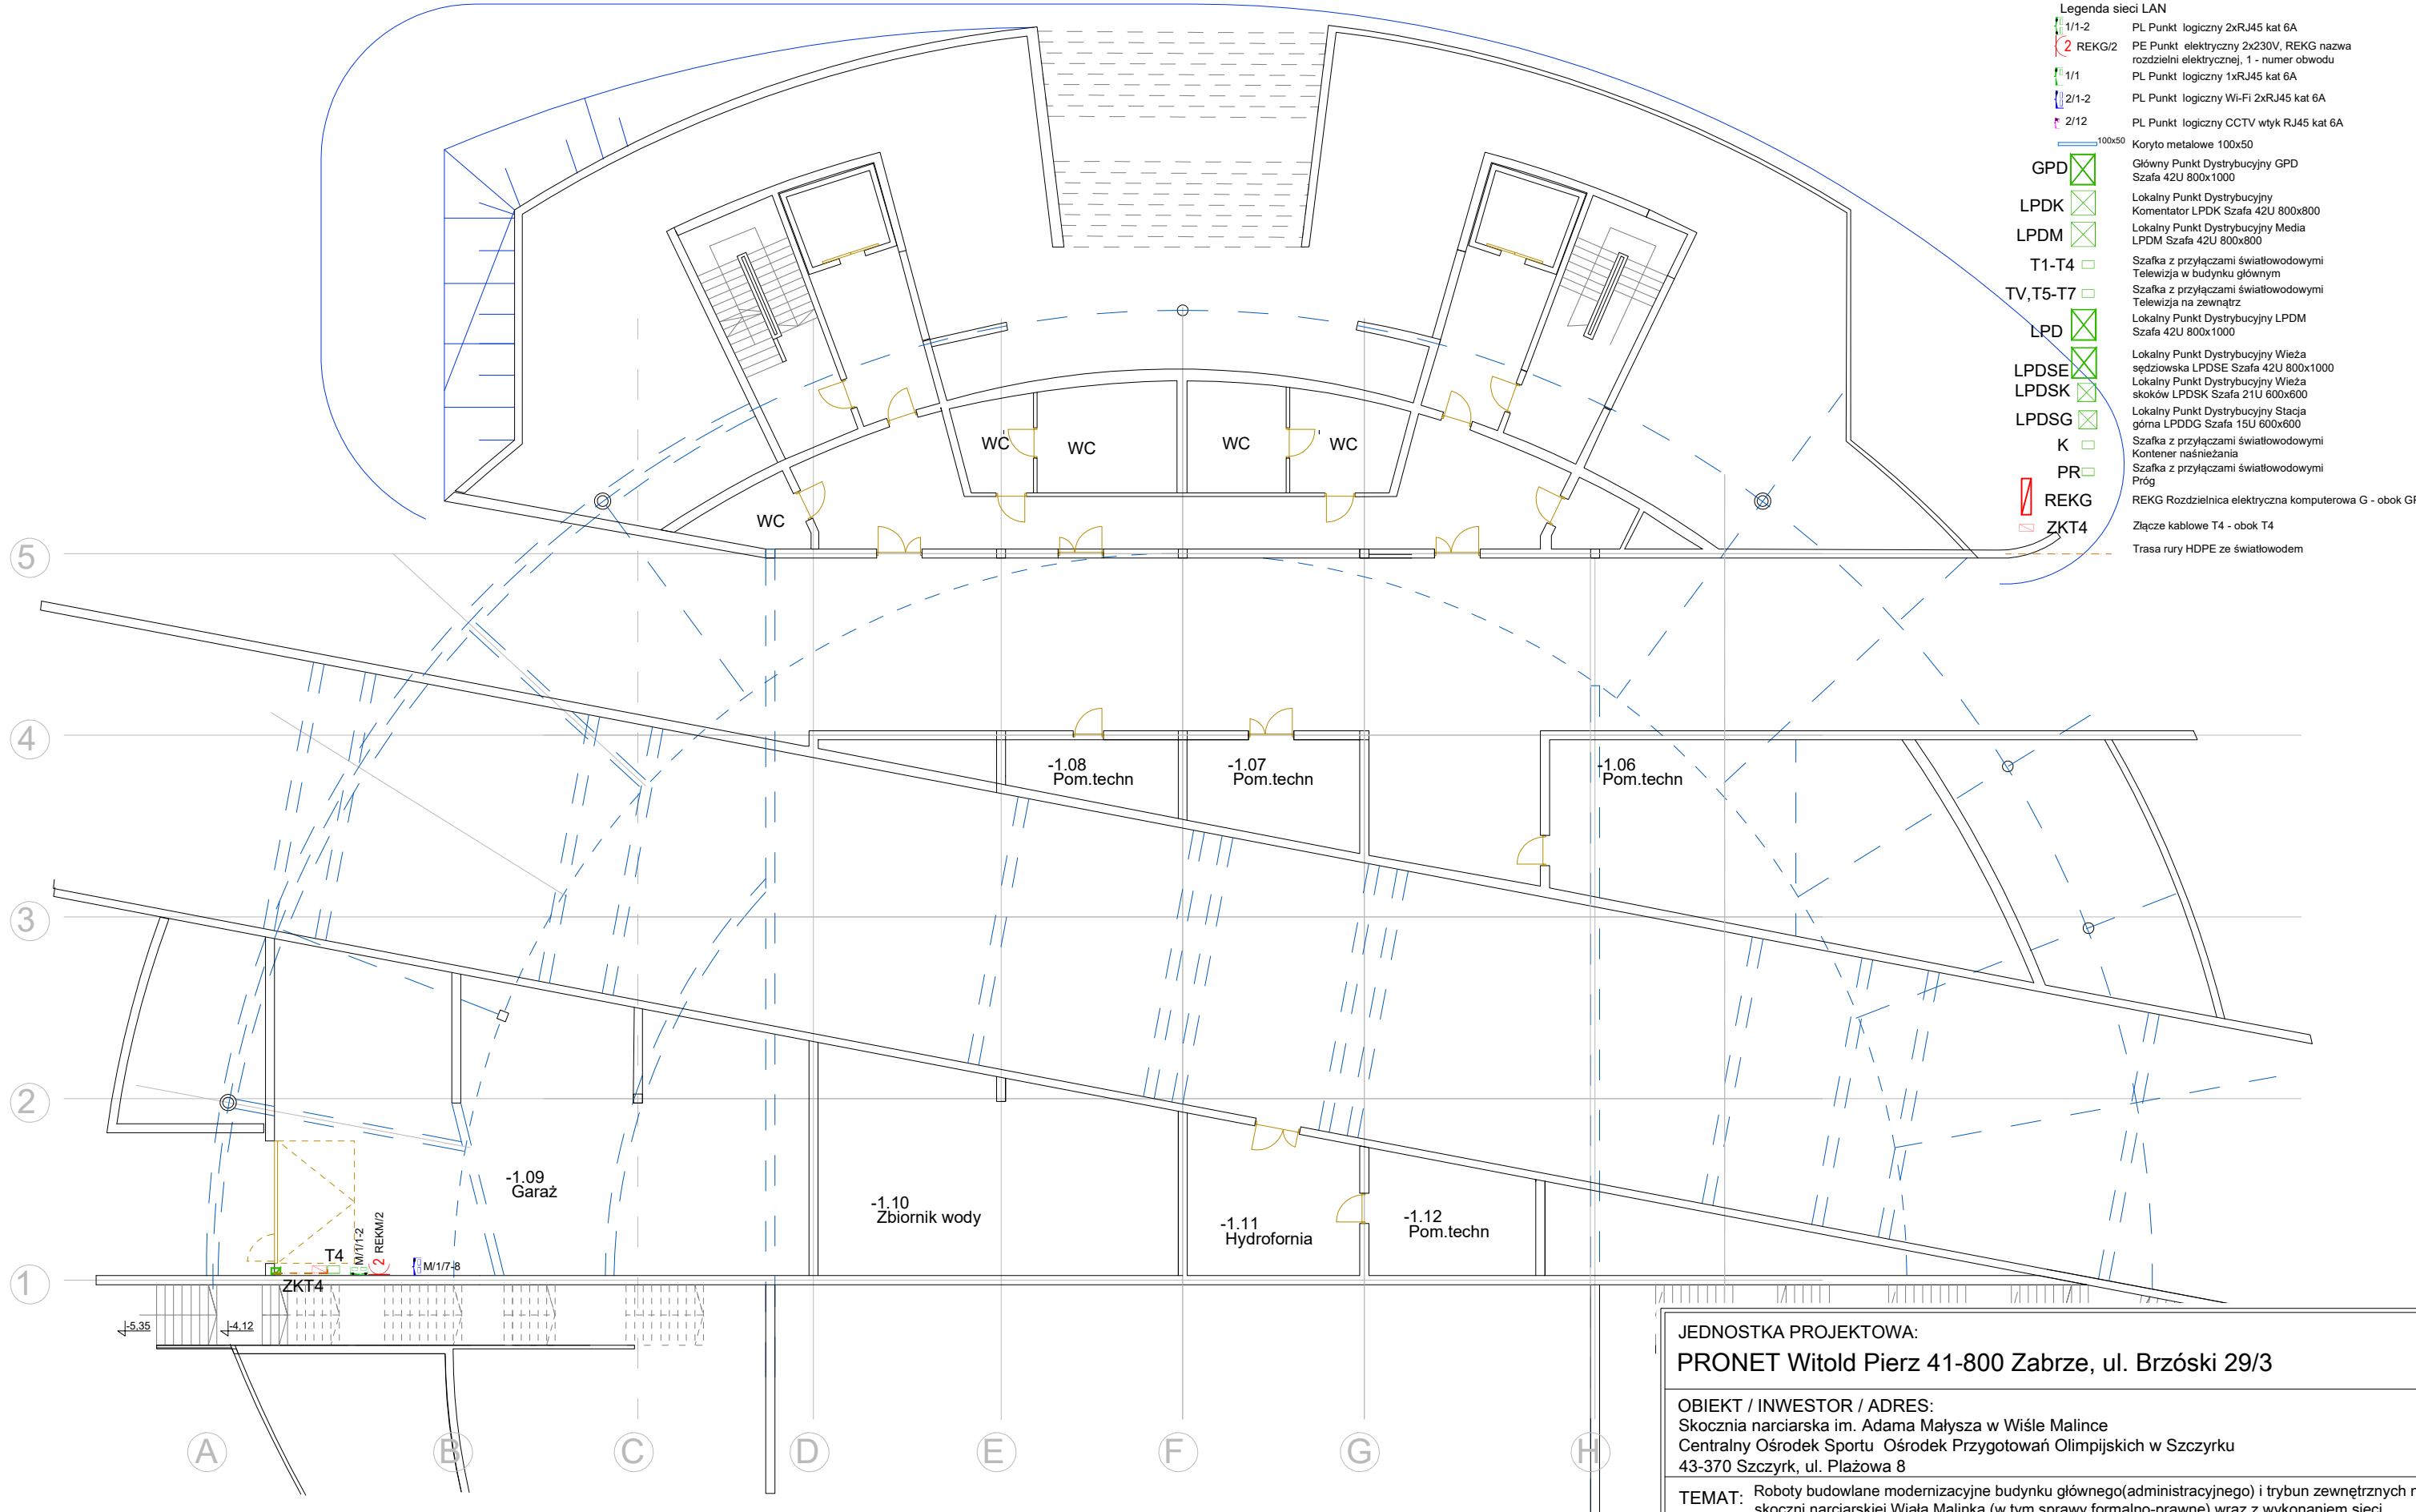 Legenda sieci LAN
1/1-2 PL Punkt logiczny 2xRJ45 kat 6A
2 REKG/2 PE Punkt elektryczny 2x230V, REKG nazwa
rozdzielni elektrycznej, 1 - numer obwodu
1/1 PL Punkt logiczny 1xRJ45 kat 6A
2/1-2 PL Punkt logiczny Wi-Fi 2xRJ45 kat 6A
2/12 PL Punkt logiczny CCTV wtyk RJ45 kat 6A
100x50 Koryto metalowe 100x50
GPD Główny Punkt Dystrybucyjny GPD
Szafa 42U 800x1000
LPDK Lokalny Punkt Dystrybucyjny
Komentator LPDK Szafa 42U 800x800
LPDM Lokalny Punkt Dystrybucyjny Media
LPDM Szafa 42U 800x800
T1-T4 Szafka z przyłączami światłowodowymi
Telewizja w budynku głównym
TV,T5-T7 Szafka z przyłączami światłowodowymi
Telewizja na zewnątrz
LPD Lokalny Punkt Dystrybucyjny LPDM
Szafa 42U 800x1000
LPDSE Lokalny Punkt Dystrybucyjny Wieża
sędziowska LPDSE Szafa 42U 800x1000
LPDSK Lokalny Punkt Dystrybucyjny Wieża
skoków LPDSK Szafa 21U 600x600
LPDSG Lokalny Punkt Dystrybucyjny Stacja
górna LPDDG Szafa 15U 600x600
K Szafka z przyłączami światłowodowymi
Kontener naśnieżania
PR Szafka z przyłączami światłowodowymi
Próg
REKG REKG Rozdzielnica elektryczna komputerowa G - obok
ZKT4 Złącze kablowe T4 - obok T4
Trasa rury HDPE ze światłowodem
WC WC WC WC
WC
5
4
-1.08
Pom.techn
-1.07
Pom.techn
-1.06
Pom.techn
3
2
-1.09
Garaż
-1.10
Zbiornik wody
-1.11
Hydrofornia
-1.12
Pom.techn
T4 M/1/1-2 2 REKM/2 M/1/7-8
1
ZKT4
-5,35 -4,12
A B C D E F G H
JEDNOSTKA PROJEKTOWA:
PRONET Witold Pierz 41-800 Zabrze, ul. Brzóski 29/3
OBIEKT / INWESTOR / ADRES:
Skocznia narciarska im. Adama Małysza w Wiśle Malince
Centralny Ośrodek Sportu Ośrodek Przygotowań Olimpijskich w Szczyrku
43-370 Szczyrk, ul. Plażowa 8
TEMAT: Roboty budowlane modernizacyjne budynku głównego(administracyjnego) i trybun zewnętrznych
skoczni narciarskiej Wiała Malinka (w tym sprawy formalno-prawne) wraz z wykonaniem sieci